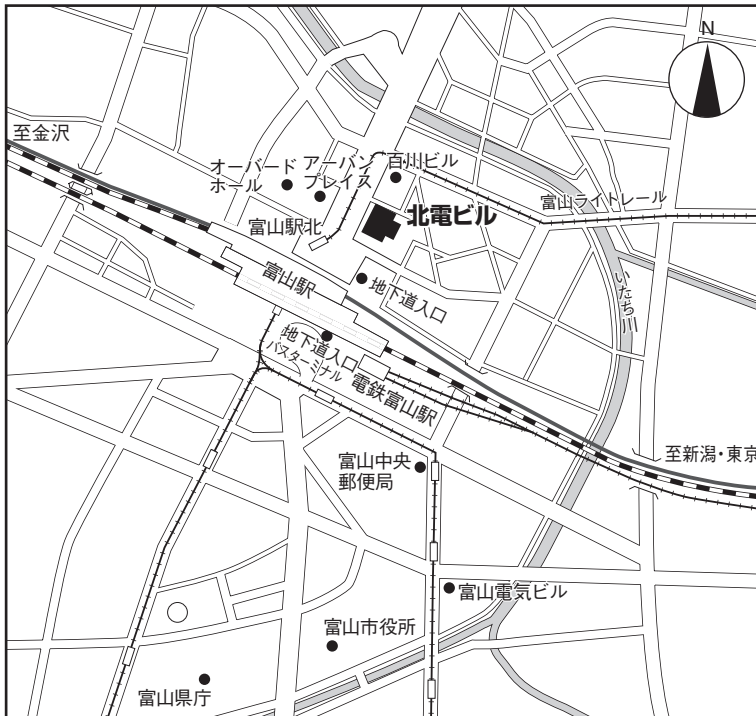 N
至金沢
オーバード
ホール
アーバン
プレイス
百川ビル
富山ライトレール
富山駅北
北電ビル
富山駅
地下道入口
いたち川
地下道入口
バスターミナル
電鉄富山駅
至新潟・東京
富山中央
郵便局
富山電気ビル
富山市役所
富山県庁